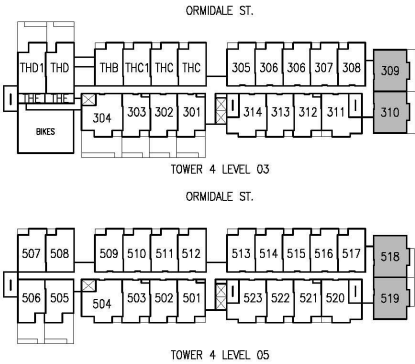 ORMIDALE ST.
THD1 THD THB THC1 THC THC 305 306 306 307 308 309
THE THE
BIKES 304 303 302 301 314 313 312 311 310
TOWER 4 LEVEL 03
ORMIDALE ST.
507 508 509 510 511 512 513 514 515 516 517 518
506 505 504 503 502 501 523 522 521 520 519
TOWER 4 LEVEL 05